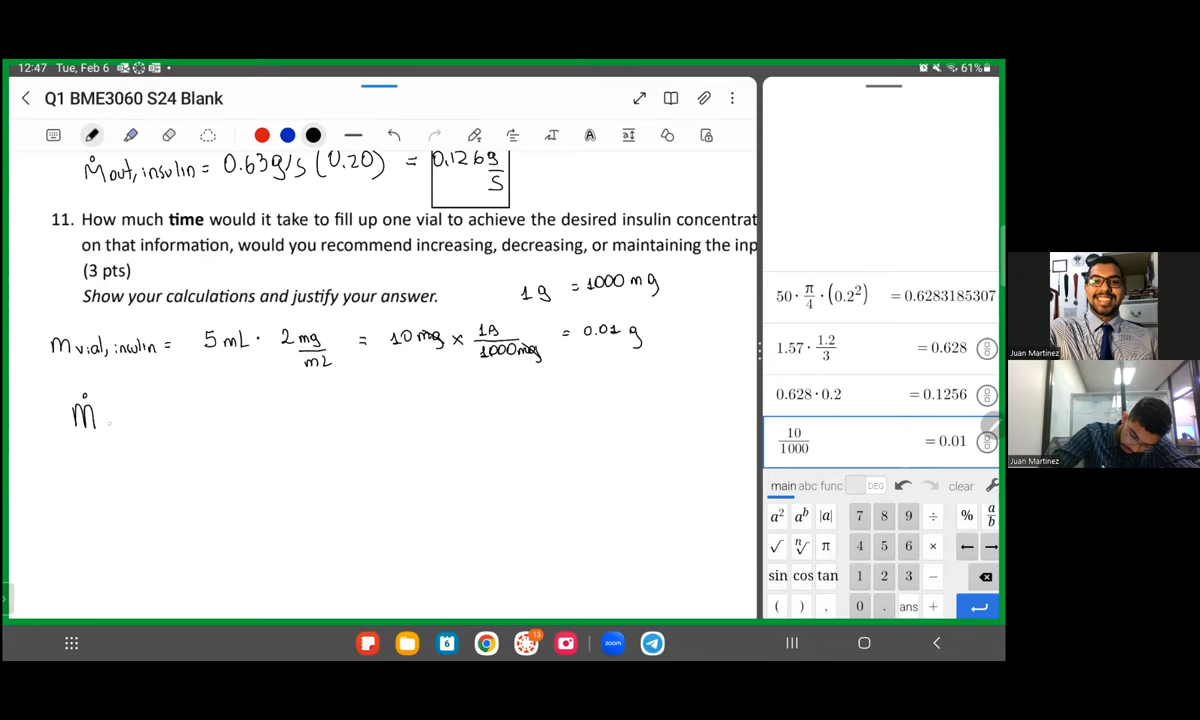 12:47 Tue, Feb 6
61%
Q1 BME3060 S24 Blank
ṁout, insulin = 0.63g/s (0.20) = 0.126 g/s
11. How much time would it take to fill up one vial to achieve the desired insulin concentrat
on that information, would you recommend increasing, decreasing, or maintaining the inp
(3 pts)
1g = 1000 mg
Show your calculations and justify your answer.
mvial, insulin = 5mL · 2 mg/mL = 10 mg × 1g/1000mg = 0.01 g
ṁ
50 · π/4 · (0.2²) = 0.6283185307
1.57 · 1.2/3 = 0.628
0.628 · 0.2 = 0.1256
10/1000 = 0.01
main abc func DEG clear
a² aᵇ |a| 7 8 9 ÷ % a/b
√ ⁿ√ π 4 5 6 × ← →
sin cos tan 1 2 3 −
( ) , 0 . ans +
6 13 zoom
Juan Martinez
Juan Martinez